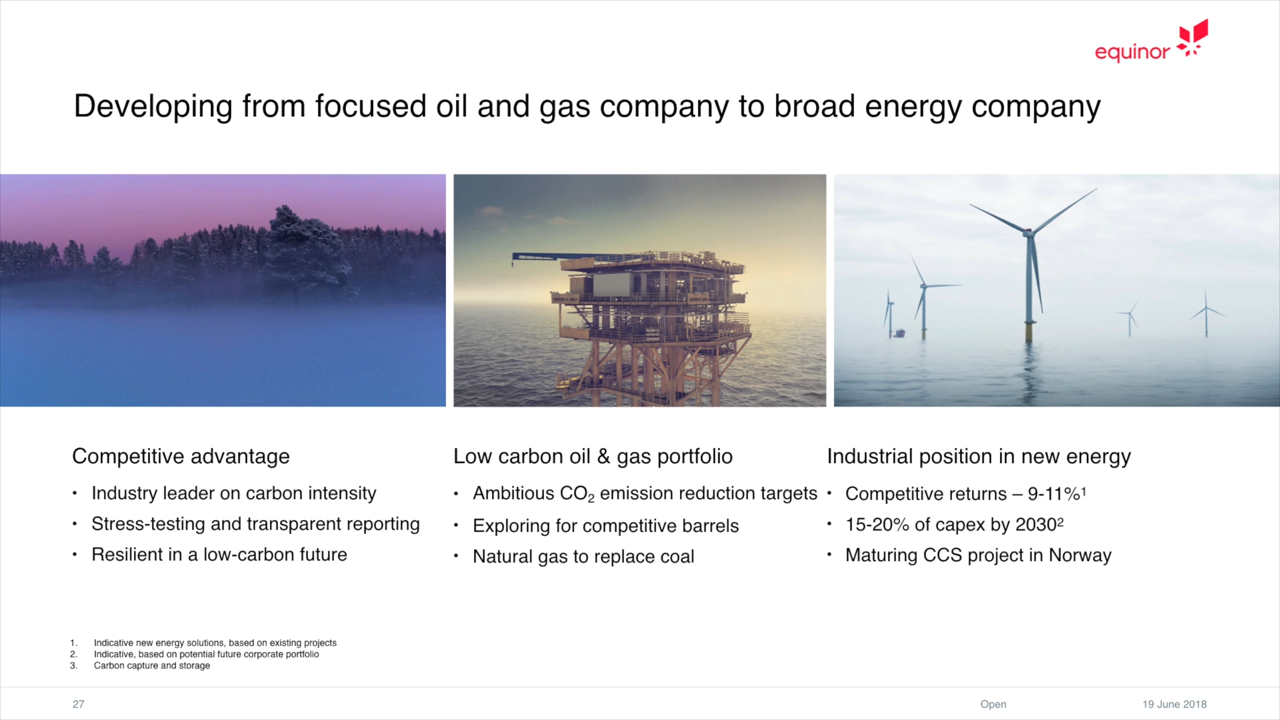 equinor
Developing from focused oil and gas company to broad energy company
Competitive advantage
• Industry leader on carbon intensity
• Stress-testing and transparent reporting
• Resilient in a low-carbon future
Low carbon oil & gas portfolio
• Ambitious CO₂ emission reduction targets
• Exploring for competitive barrels
• Natural gas to replace coal
Industrial position in new energy
• Competitive returns – 9-11%¹
• 15-20% of capex by 2030²
• Maturing CCS project in Norway
1. Indicative new energy solutions, based on existing projects
2. Indicative, based on potential future corporate portfolio
3. Carbon capture and storage
27
Open
19 June 2018